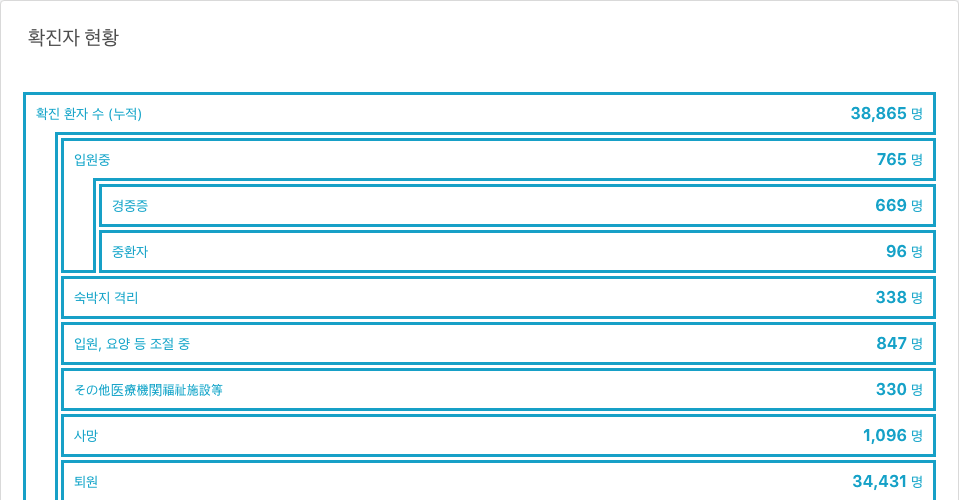 확진자 현황
확진 환자 수 (누적) 38,865 명
입원중 765 명
경중증 669 명
중환자 96 명
숙박지 격리 338 명
입원, 요양 등 조절 중 847 명
その他医療機関福祉施設等 330 명
사망 1,096 명
퇴원 34,431 명